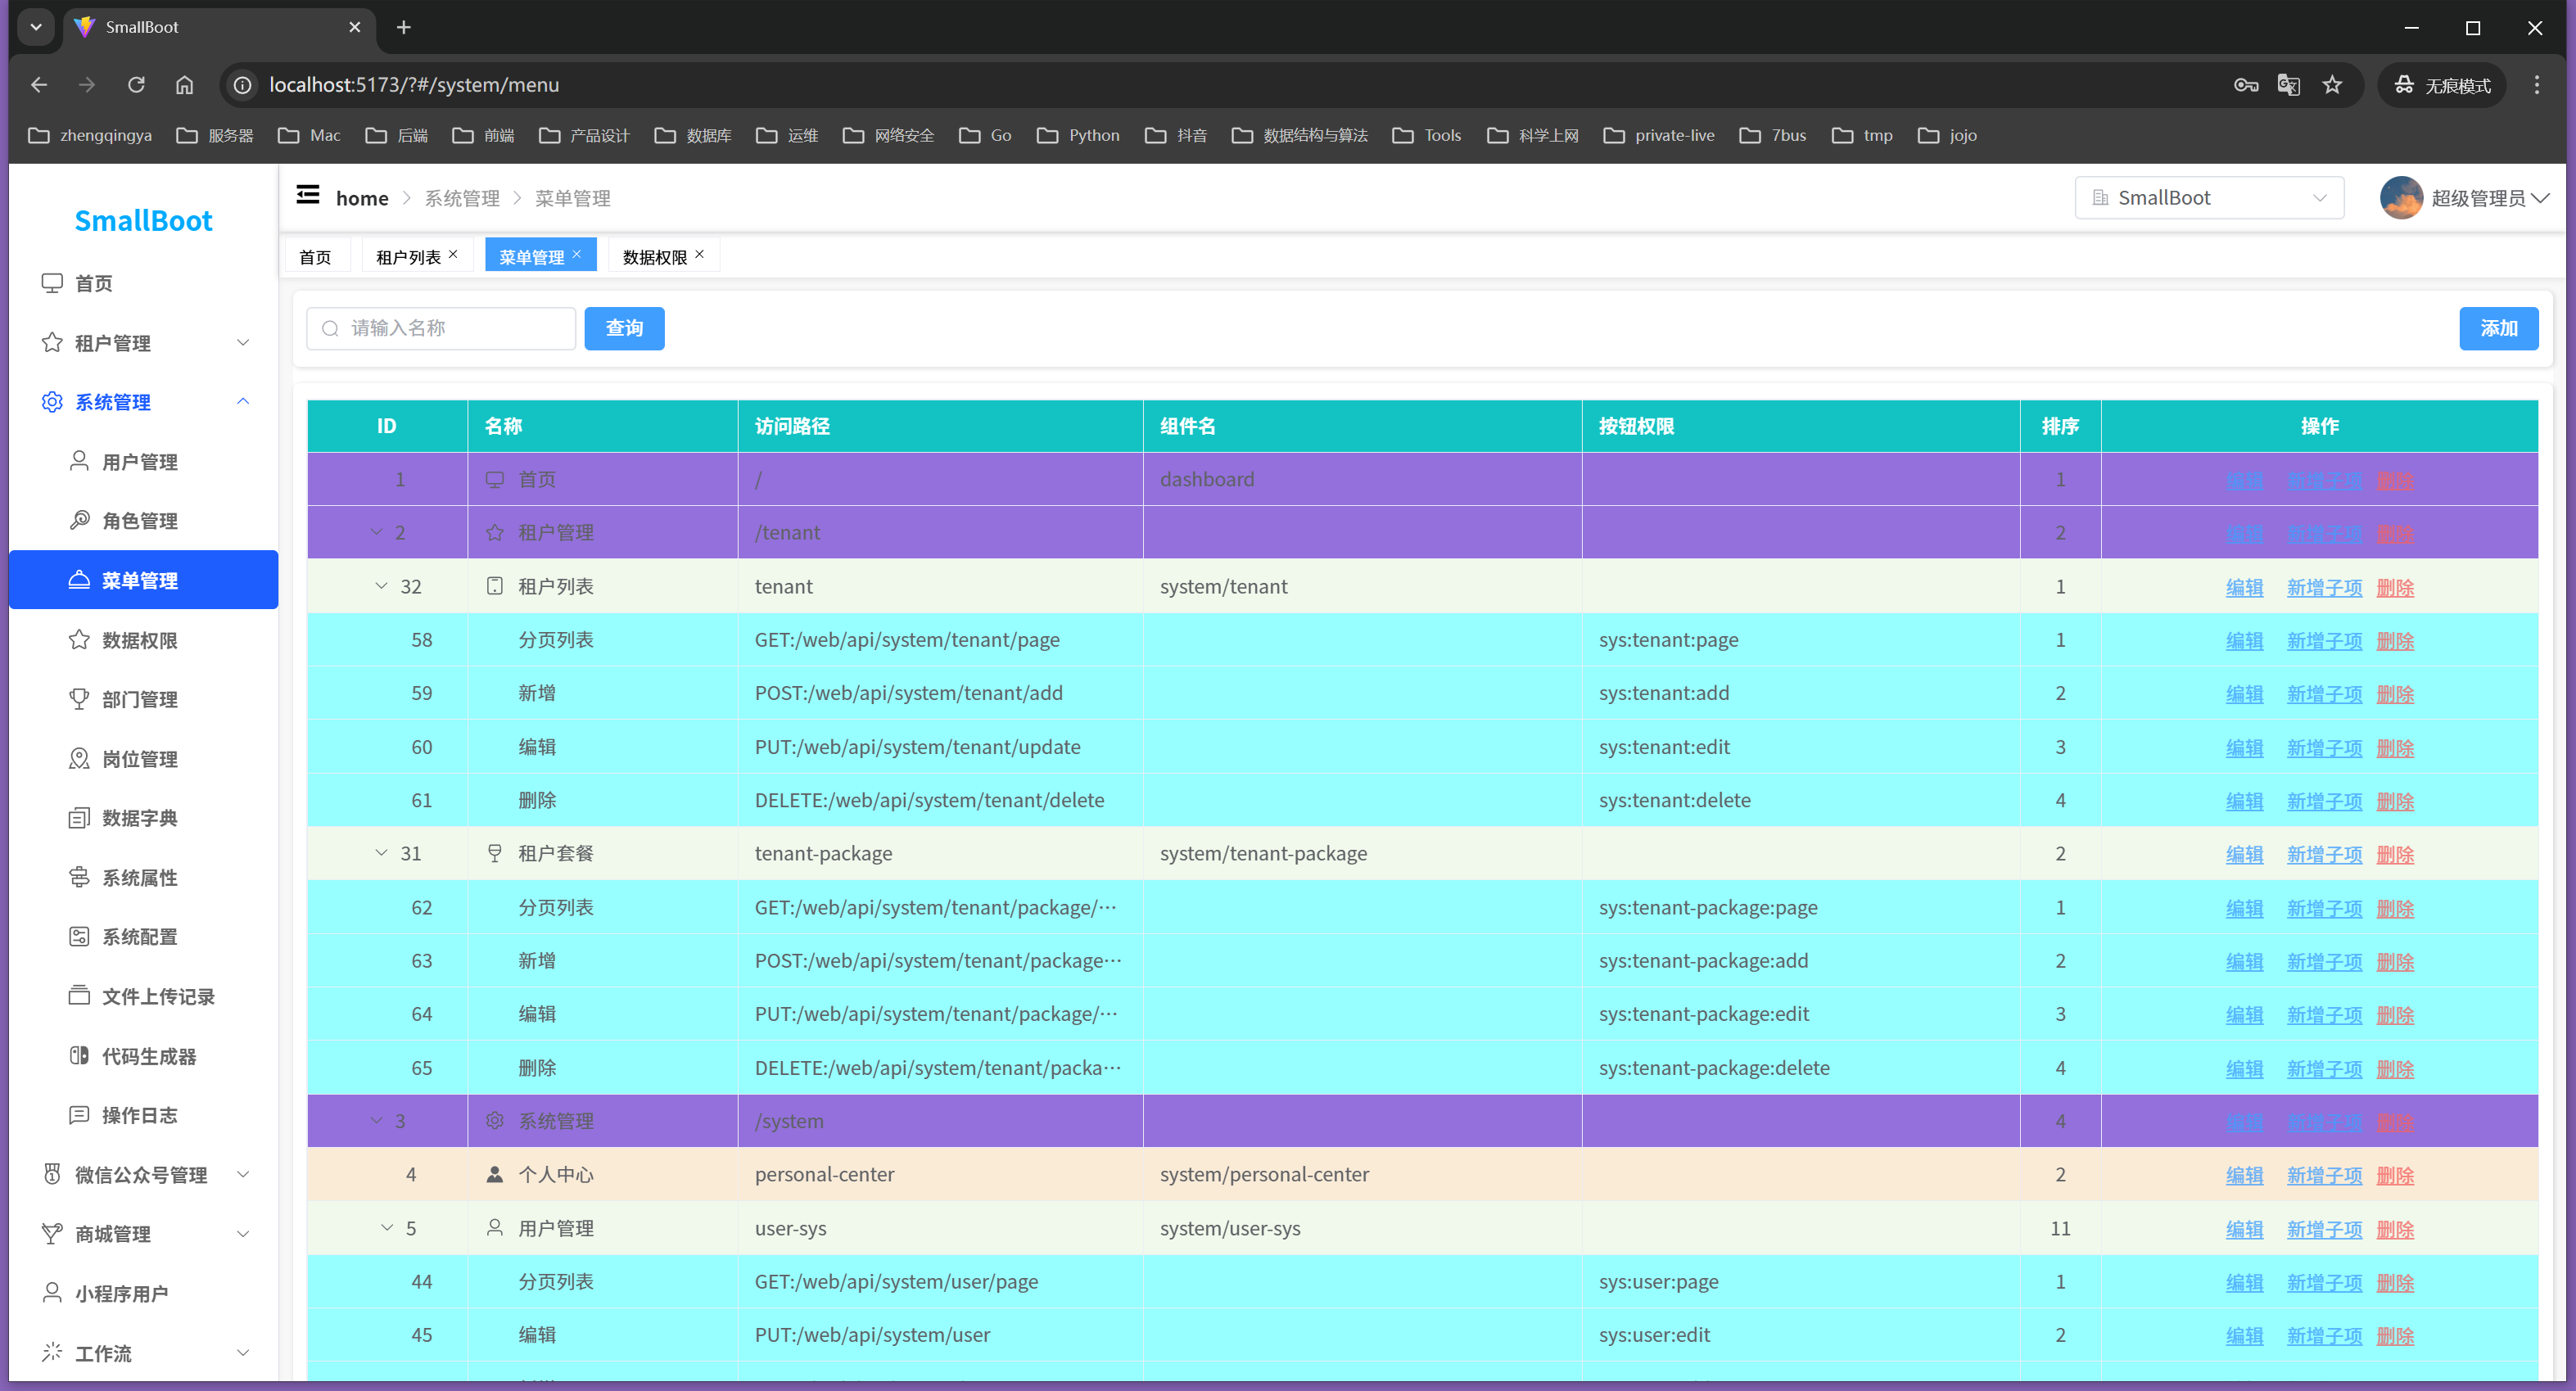 SmallBoot
localhost:5173/?#/system/menu
无痕模式
zhengqingya 服务器 Mac 后端 前端 产品设计 数据库 运维 网络安全 Go Python 抖音 数据结构与算法 Tools 科学上网 private-live 7bus tmp jojo
SmallBoot
首页
租户管理
系统管理
用户管理
角色管理
菜单管理
数据权限
部门管理
岗位管理
数据字典
系统属性
系统配置
文件上传记录
代码生成器
操作日志
微信公众号管理
商城管理
小程序用户
工作流
home 系统管理 菜单管理
SmallBoot
超级管理员
首页 租户列表 菜单管理 数据权限
请输入名称 查询 添加
ID 名称 访问路径 组件名 按钮权限 排序 操作
1 首页 / dashboard 1 编辑 新增子项 删除
2 租户管理 /tenant 2 编辑 新增子项 删除
32 租户列表 tenant system/tenant 1 编辑 新增子项 删除
58 分页列表 GET:/web/api/system/tenant/page sys:tenant:page 1 编辑 新增子项 删除
59 新增 POST:/web/api/system/tenant/add sys:tenant:add 2 编辑 新增子项 删除
60 编辑 PUT:/web/api/system/tenant/update sys:tenant:edit 3 编辑 新增子项 删除
61 删除 DELETE:/web/api/system/tenant/delete sys:tenant:delete 4 编辑 新增子项 删除
31 租户套餐 tenant-package system/tenant-package 2 编辑 新增子项 删除
62 分页列表 GET:/web/api/system/tenant/package/… sys:tenant-package:page 1 编辑 新增子项 删除
63 新增 POST:/web/api/system/tenant/package… sys:tenant-package:add 2 编辑 新增子项 删除
64 编辑 PUT:/web/api/system/tenant/package/… sys:tenant-package:edit 3 编辑 新增子项 删除
65 删除 DELETE:/web/api/system/tenant/packa… sys:tenant-package:delete 4 编辑 新增子项 删除
3 系统管理 /system 4 编辑 新增子项 删除
4 个人中心 personal-center system/personal-center 2 编辑 新增子项 删除
5 用户管理 user-sys system/user-sys 11 编辑 新增子项 删除
44 分页列表 GET:/web/api/system/user/page sys:user:page 1 编辑 新增子项 删除
45 编辑 PUT:/web/api/system/user sys:user:edit 2 编辑 新增子项 删除